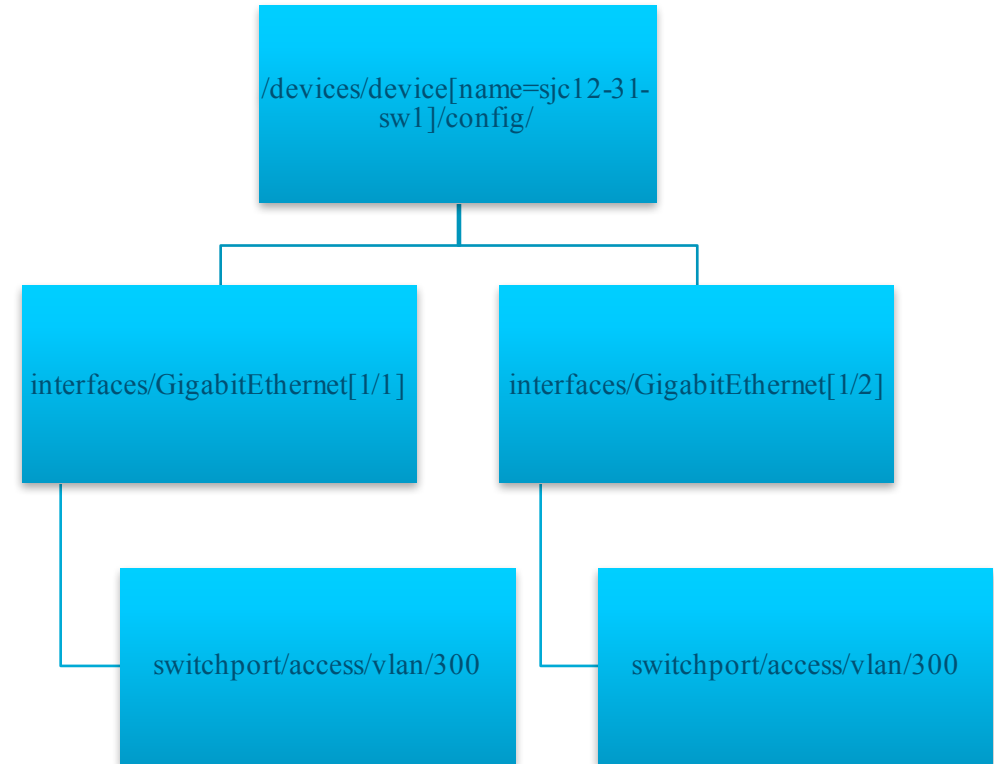 /devices/device[name=sjc12-31-
sw1]/config/
interfaces/GigabitEthernet[1/1]
interfaces/GigabitEthernet[1/2]
switchport/access/vlan/300
switchport/access/vlan/300